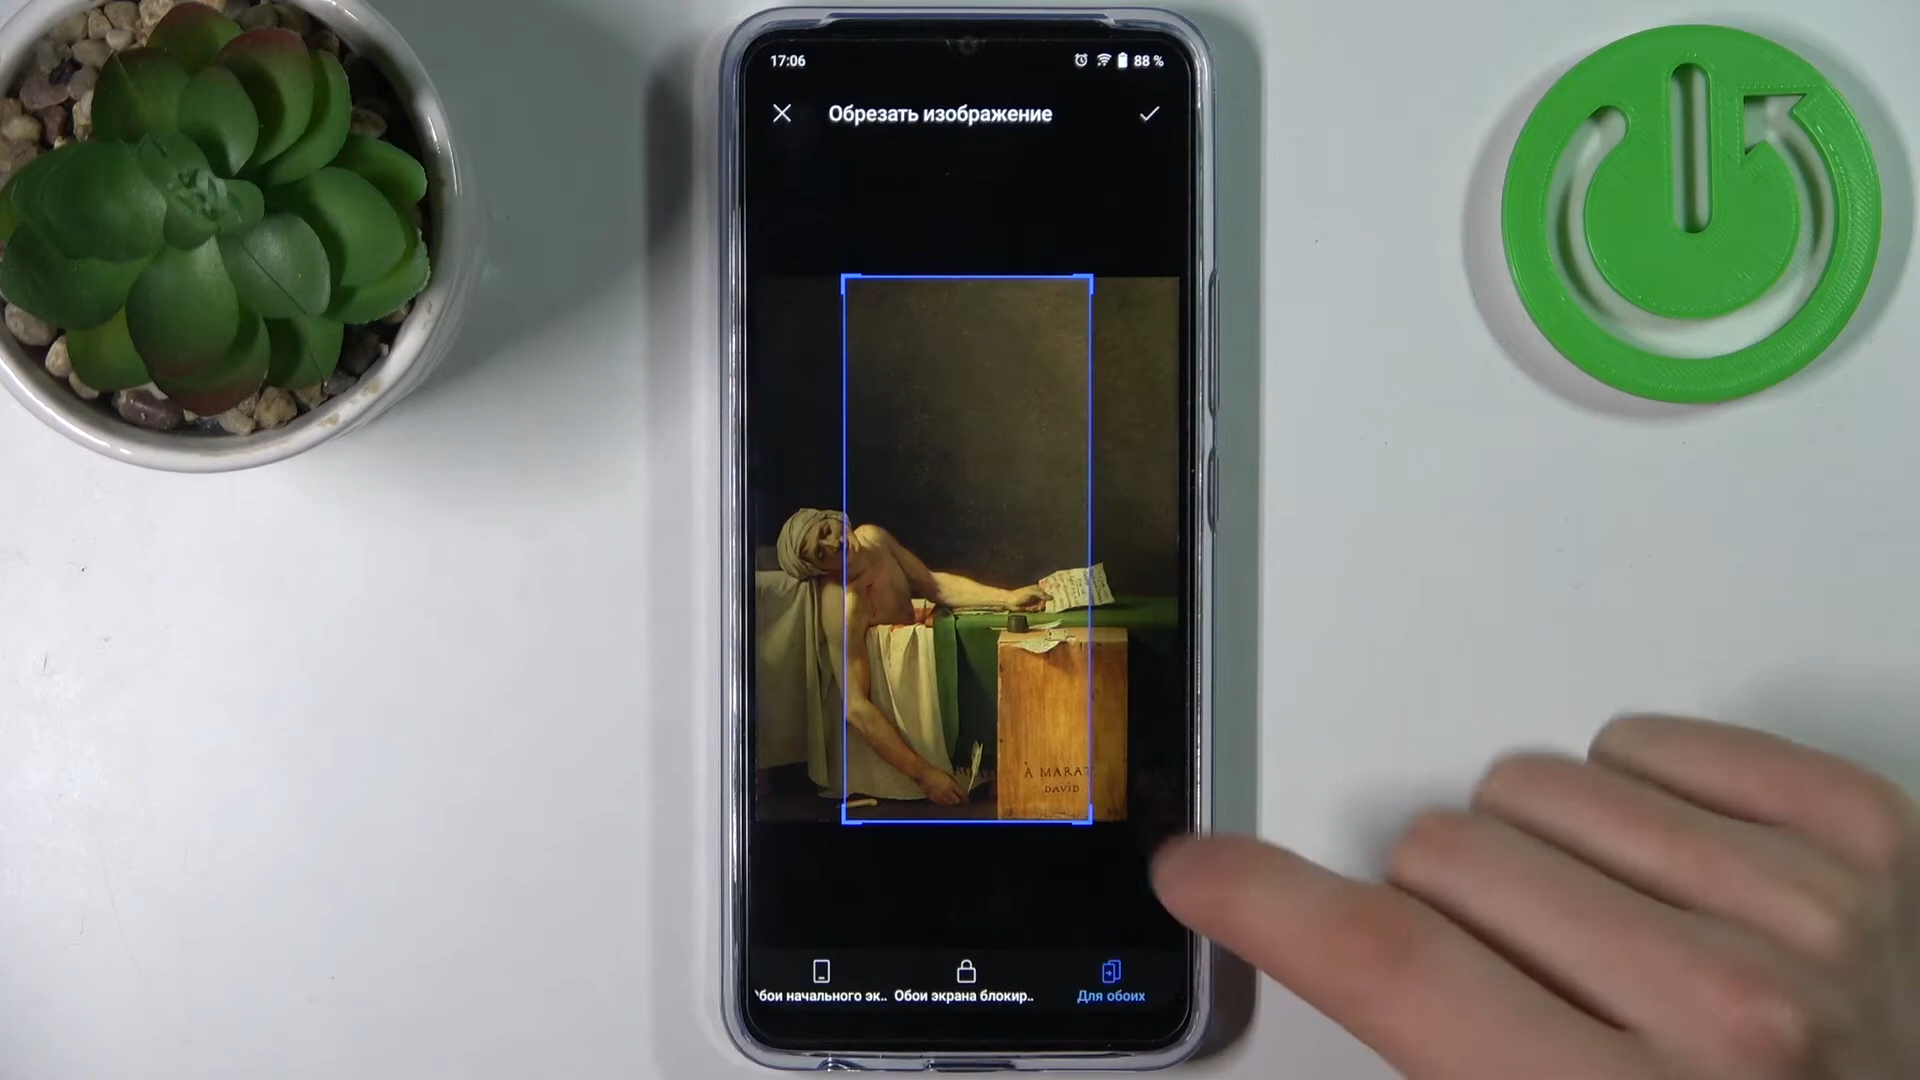 17:06
88 %
Обрезать изображение
À MARAT
DAVID
бои начального эк..
Обои экрана блокир..
Для обоих